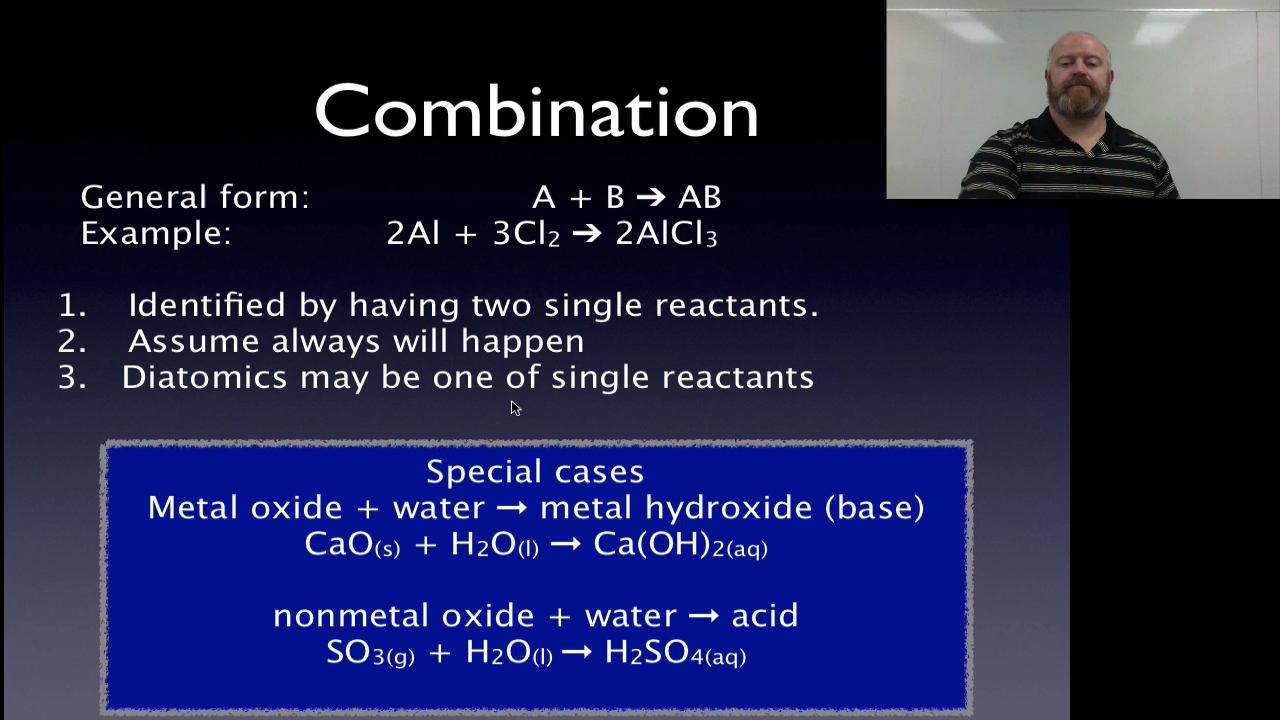 Combination
General form: A + B ➔ AB
Example: 2Al + 3Cl₂ ➔ 2AlCl₃
1. Identified by having two single reactants.
2. Assume always will happen
3. Diatomics may be one of single reactants
Special cases
Metal oxide + water → metal hydroxide (base)
CaO(s) + H₂O(l) → Ca(OH)₂(aq)
nonmetal oxide + water → acid
SO₃(g) + H₂O(l) → H₂SO₄(aq)